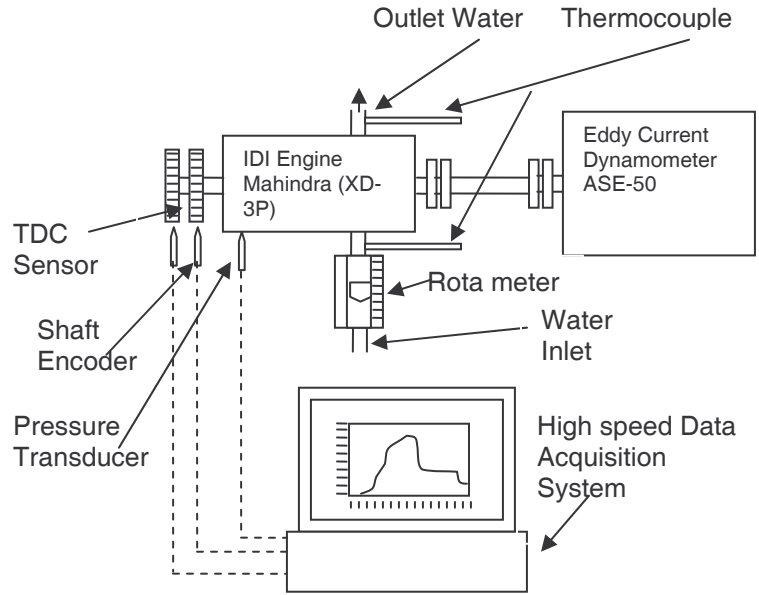 Outlet Water
Thermocouple
IDI Engine
Mahindra (XD-
3P)
Eddy Current
Dynamometer
ASE-50
TDC
Sensor
Rota meter
Shaft
Encoder
Water
Inlet
Pressure
Transducer
High speed Data
Acquisition
System